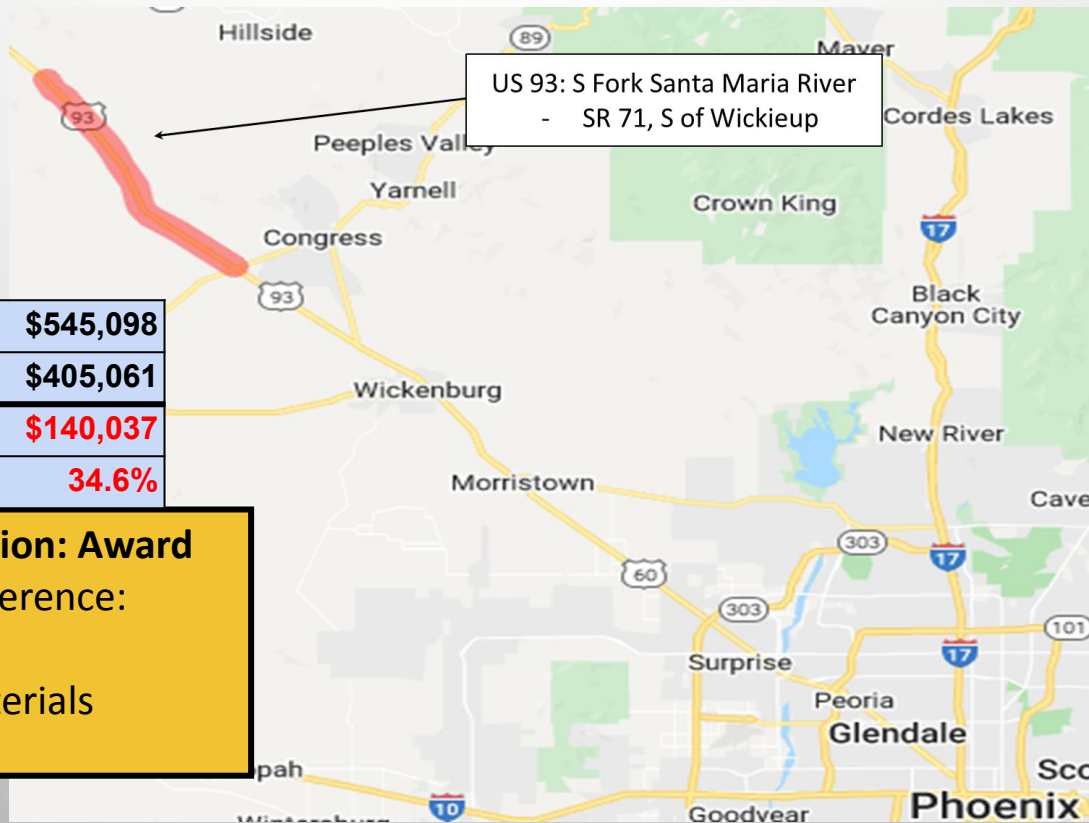 Hillside
89
Mayer
US 93: S Fork Santa Maria River
- SR 71, S of Wickieup
93
Cordes Lakes
Peeples Valley
Yarnell
Crown King
17
Congress
93
Black
Canyon City
$545,098
$405,061
$140,037
34.6%
Wickenburg
New River
Morristown
Cave
ion: Award
erence:
erials
303
17
60
303
101
17
Surprise
Peoria
Glendale
pah
Sco
10
Goodyear
Phoenix